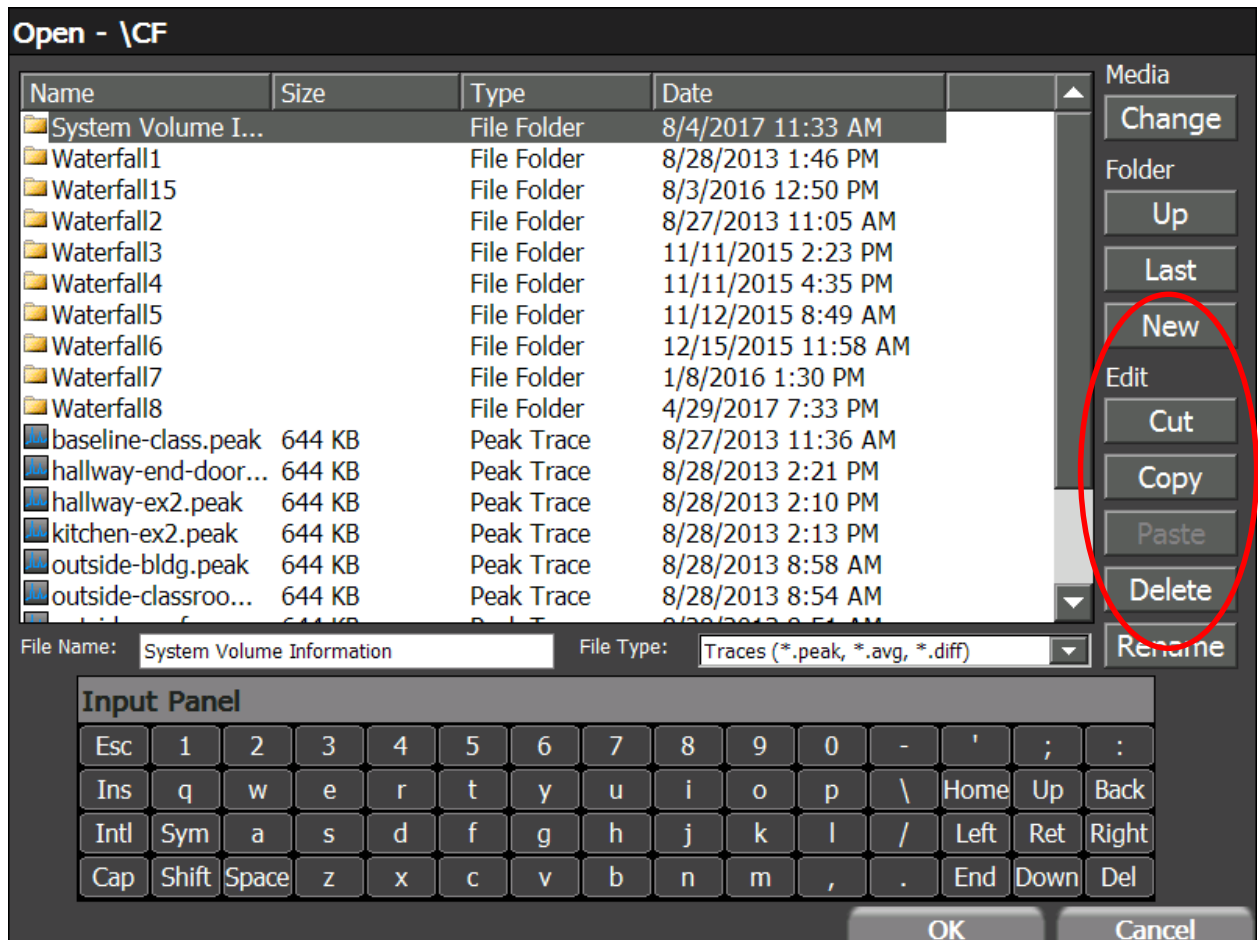 Open - \CF
Name Size Type Date
System Volume I... File Folder 8/4/2017 11:33 AM
Waterfall1 File Folder 8/28/2013 1:46 PM
Waterfall15 File Folder 8/3/2016 12:50 PM
Waterfall2 File Folder 8/27/2013 11:05 AM
Waterfall3 File Folder 11/11/2015 2:23 PM
Waterfall4 File Folder 11/11/2015 4:35 PM
Waterfall5 File Folder 11/12/2015 8:49 AM
Waterfall6 File Folder 12/15/2015 11:58 AM
Waterfall7 File Folder 1/8/2016 1:30 PM
Waterfall8 File Folder 4/29/2017 7:33 PM
baseline-class.peak 644 KB Peak Trace 8/27/2013 11:36 AM
hallway-end-door... 644 KB Peak Trace 8/28/2013 2:21 PM
hallway-ex2.peak 644 KB Peak Trace 8/28/2013 2:10 PM
kitchen-ex2.peak 644 KB Peak Trace 8/28/2013 2:13 PM
outside-bldg.peak 644 KB Peak Trace 8/28/2013 8:58 AM
outside-classroo... 644 KB Peak Trace 8/28/2013 8:54 AM
Media
Change
Folder
Up
Last
New
Edit
Cut
Copy
Paste
Delete
Rename
File Name: System Volume Information File Type: Traces (*.peak, *.avg, *.diff)
Input Panel
Esc 1 2 3 4 5 6 7 8 9 0 - ' ; :
Ins q w e r t y u i o p \ Home Up Back
Intl Sym a s d f g h j k l / Left Ret Right
Cap Shift Space z x c v b n m , . End Down Del
OK Cancel